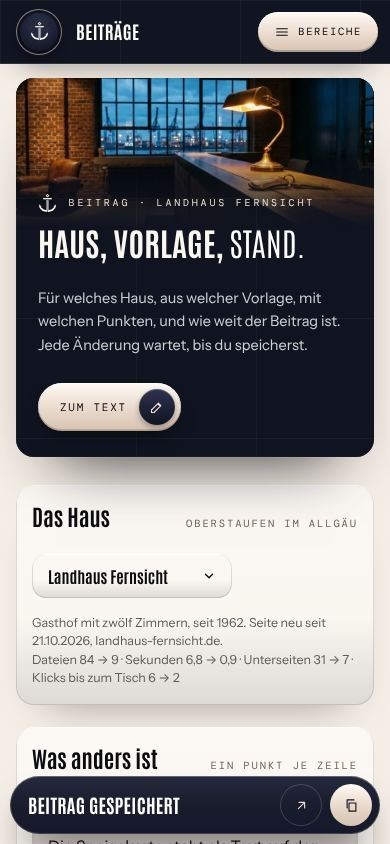 BEITRÄGE
BEREICHE
BEITRAG · LANDHAUS FERNSICHT
HAUS, VORLAGE, STAND.
Für welches Haus, aus welcher Vorlage, mit
welchen Punkten, und wie weit der Beitrag ist.
Jede Änderung wartet, bis du speicherst.
ZUM TEXT
Das Haus
OBERSTAUFEN IM ALLGÄU
Landhaus Fernsicht
Gasthof mit zwölf Zimmern, seit 1962. Seite neu seit
21.10.2026, landhaus-fernsicht.de.
Dateien 84 → 9 · Sekunden 6,8 → 0,9 · Unterseiten 31 → 7 ·
Klicks bis zum Tisch 6 → 2
Was anders ist
EIN PUNKT JE ZEILE
BEITRAG GESPEICHERT